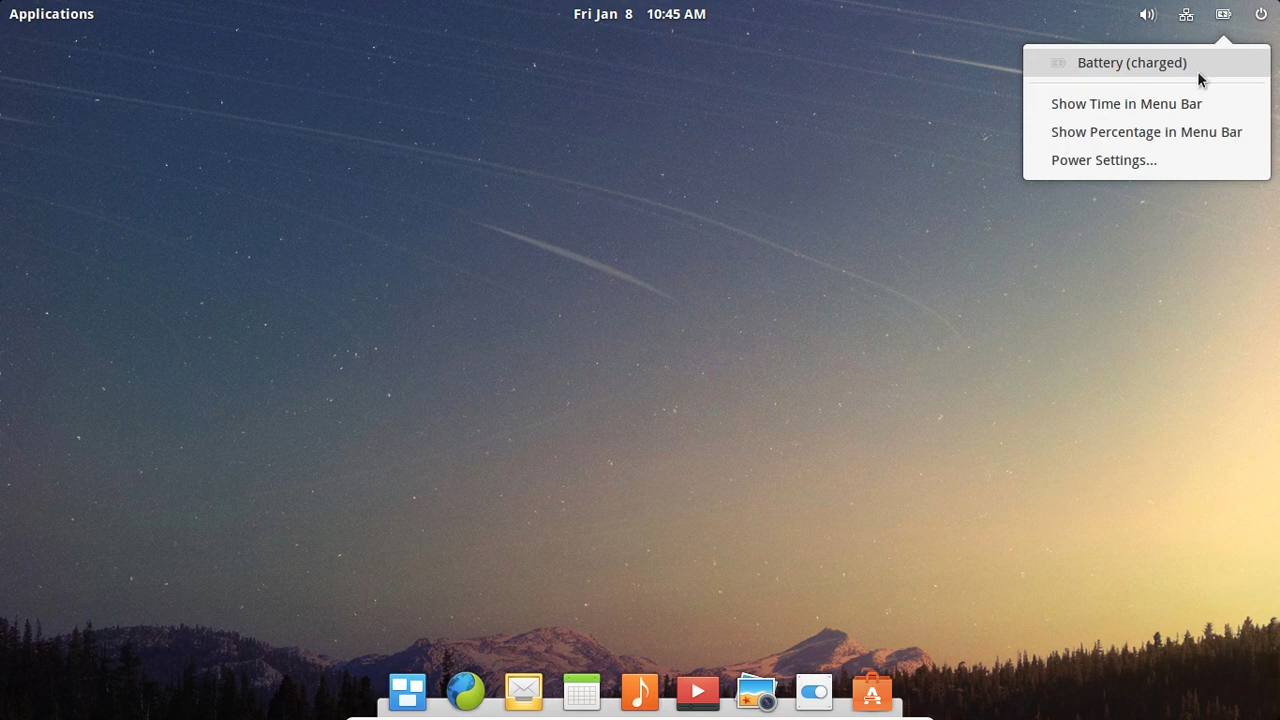 Applications
Fri Jan 8 10:45 AM
Battery (charged)
Show Time in Menu Bar
Show Percentage in Menu Bar
Power Settings...